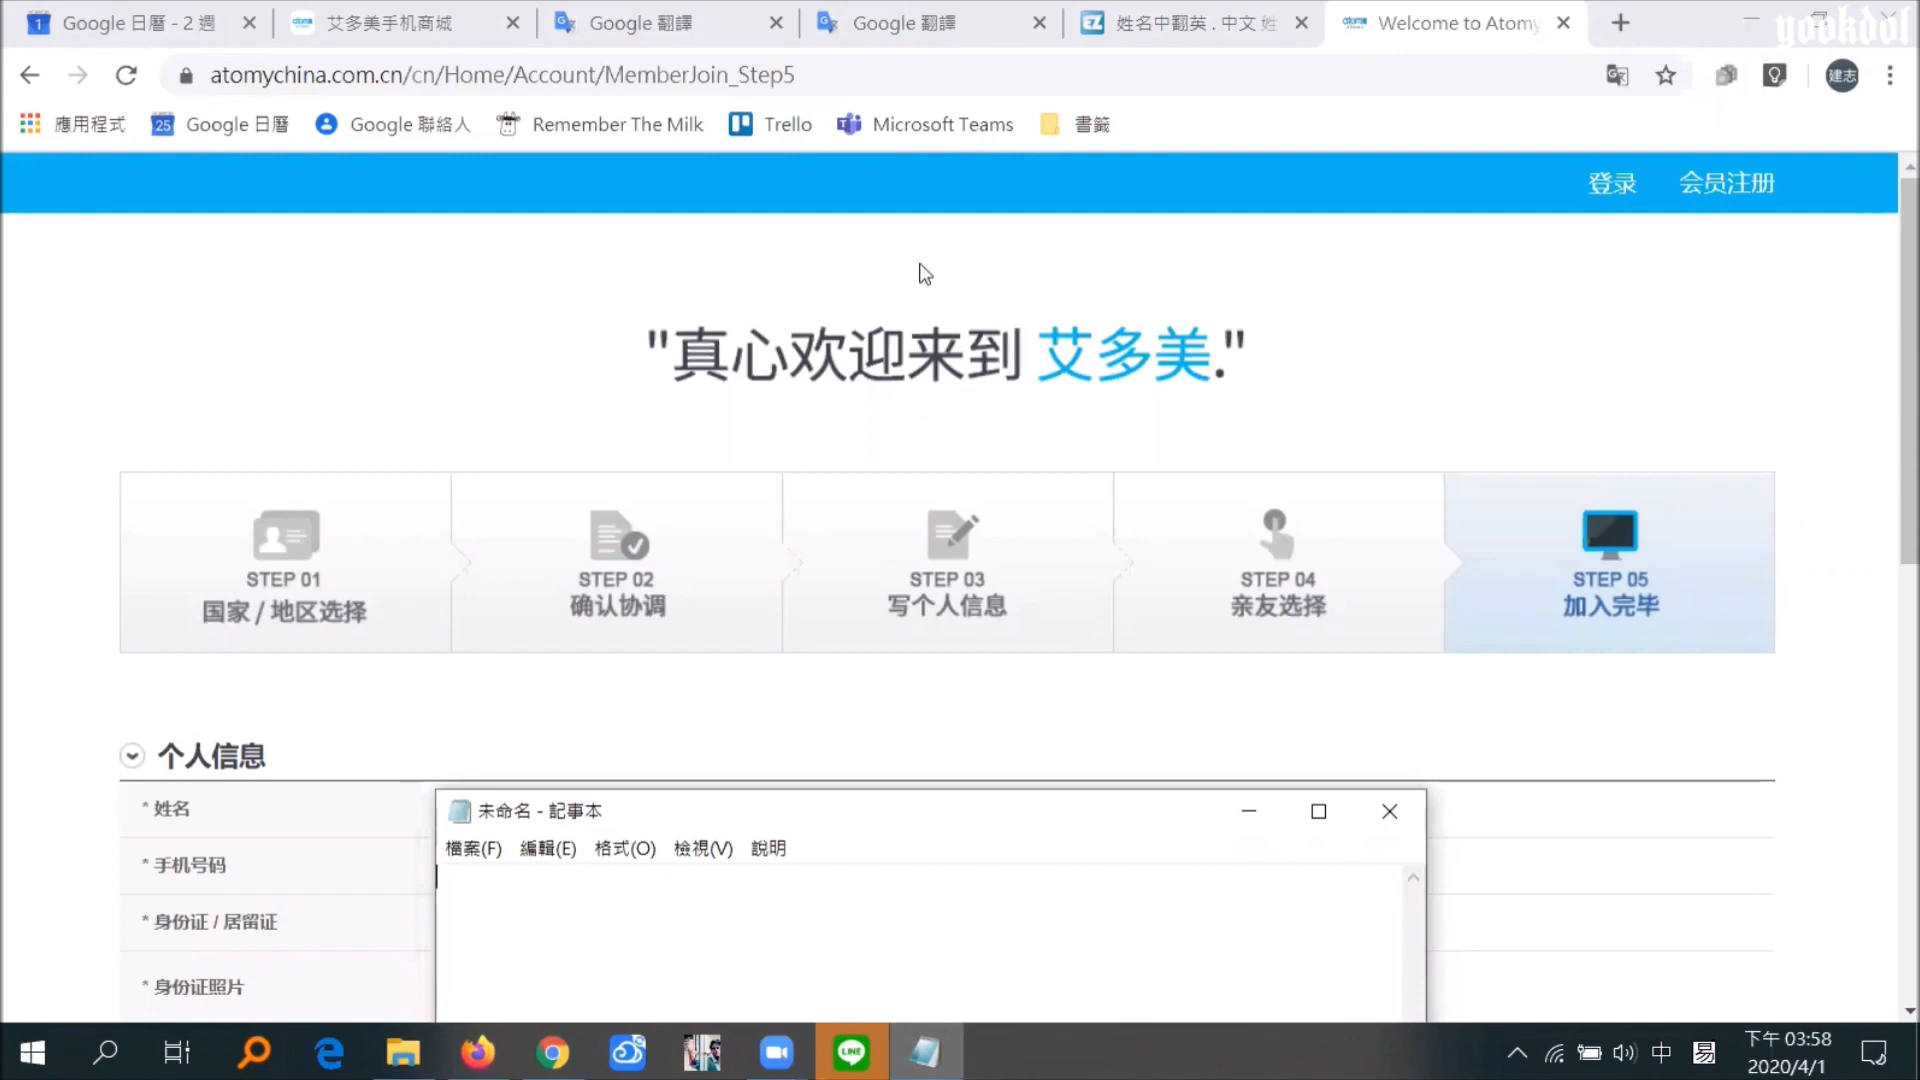 Google 日曆 - 2 週
艾多美手机商城
Google 翻譯
Google 翻譯
姓名中翻英 . 中文 姓
Welcome to Atomy
yookdol
atomychina.com.cn/cn/Home/Account/MemberJoin_Step5
建志
應用程式
25
Google 日曆
Google 聯絡人
Remember The Milk
Trello
Microsoft Teams
書籤
登录
会员注册
"真心欢迎来到 艾多美."
STEP 01
国家 / 地区选择
STEP 02
确认协调
STEP 03
写个人信息
STEP 04
亲友选择
STEP 05
加入完毕
个人信息
* 姓名
* 手机号码
* 身份证 / 居留证
* 身份证照片
未命名 - 記事本
檔案(F) 編輯(E) 格式(O) 檢視(V) 說明
LINE
中
易
下午 03:58
2020/4/1